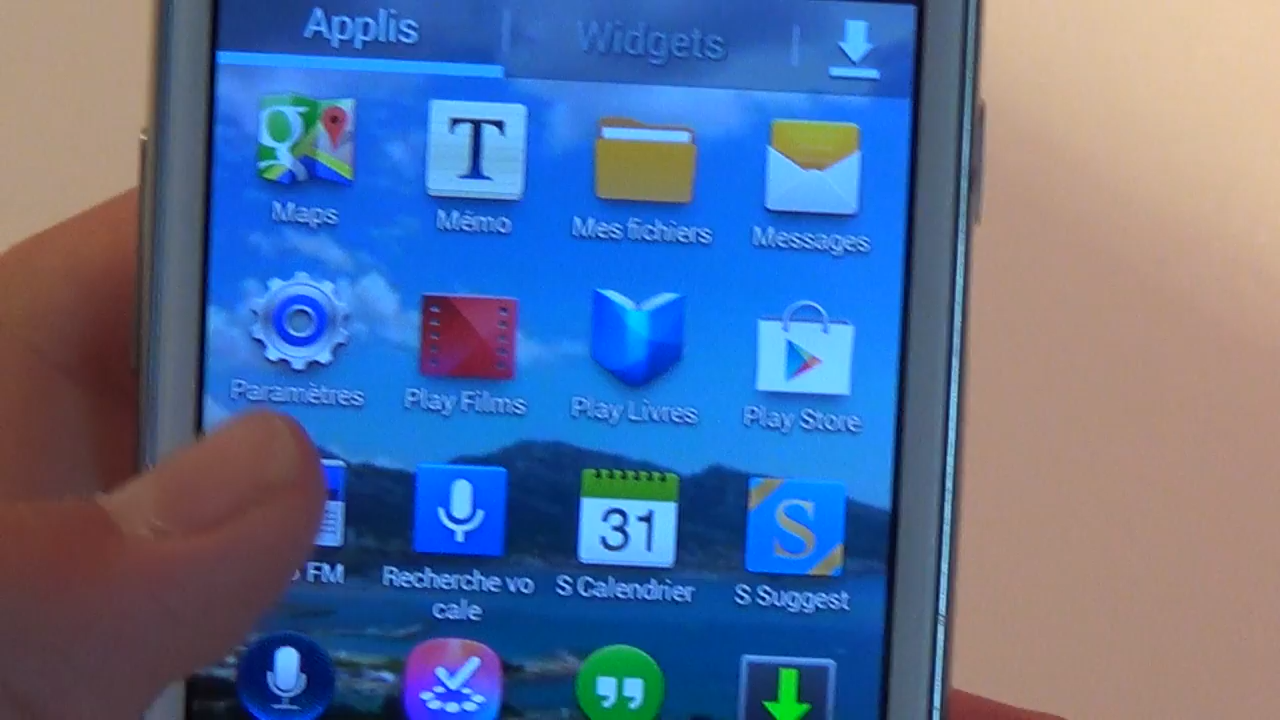 Applis
Widgets
Maps
T
Mémo
Mes fichiers
Messages
Paramètres
Play Films
Play Livres
Play Store
FM
Recherche vo
cale
31
S Calendrier
S
S Suggest